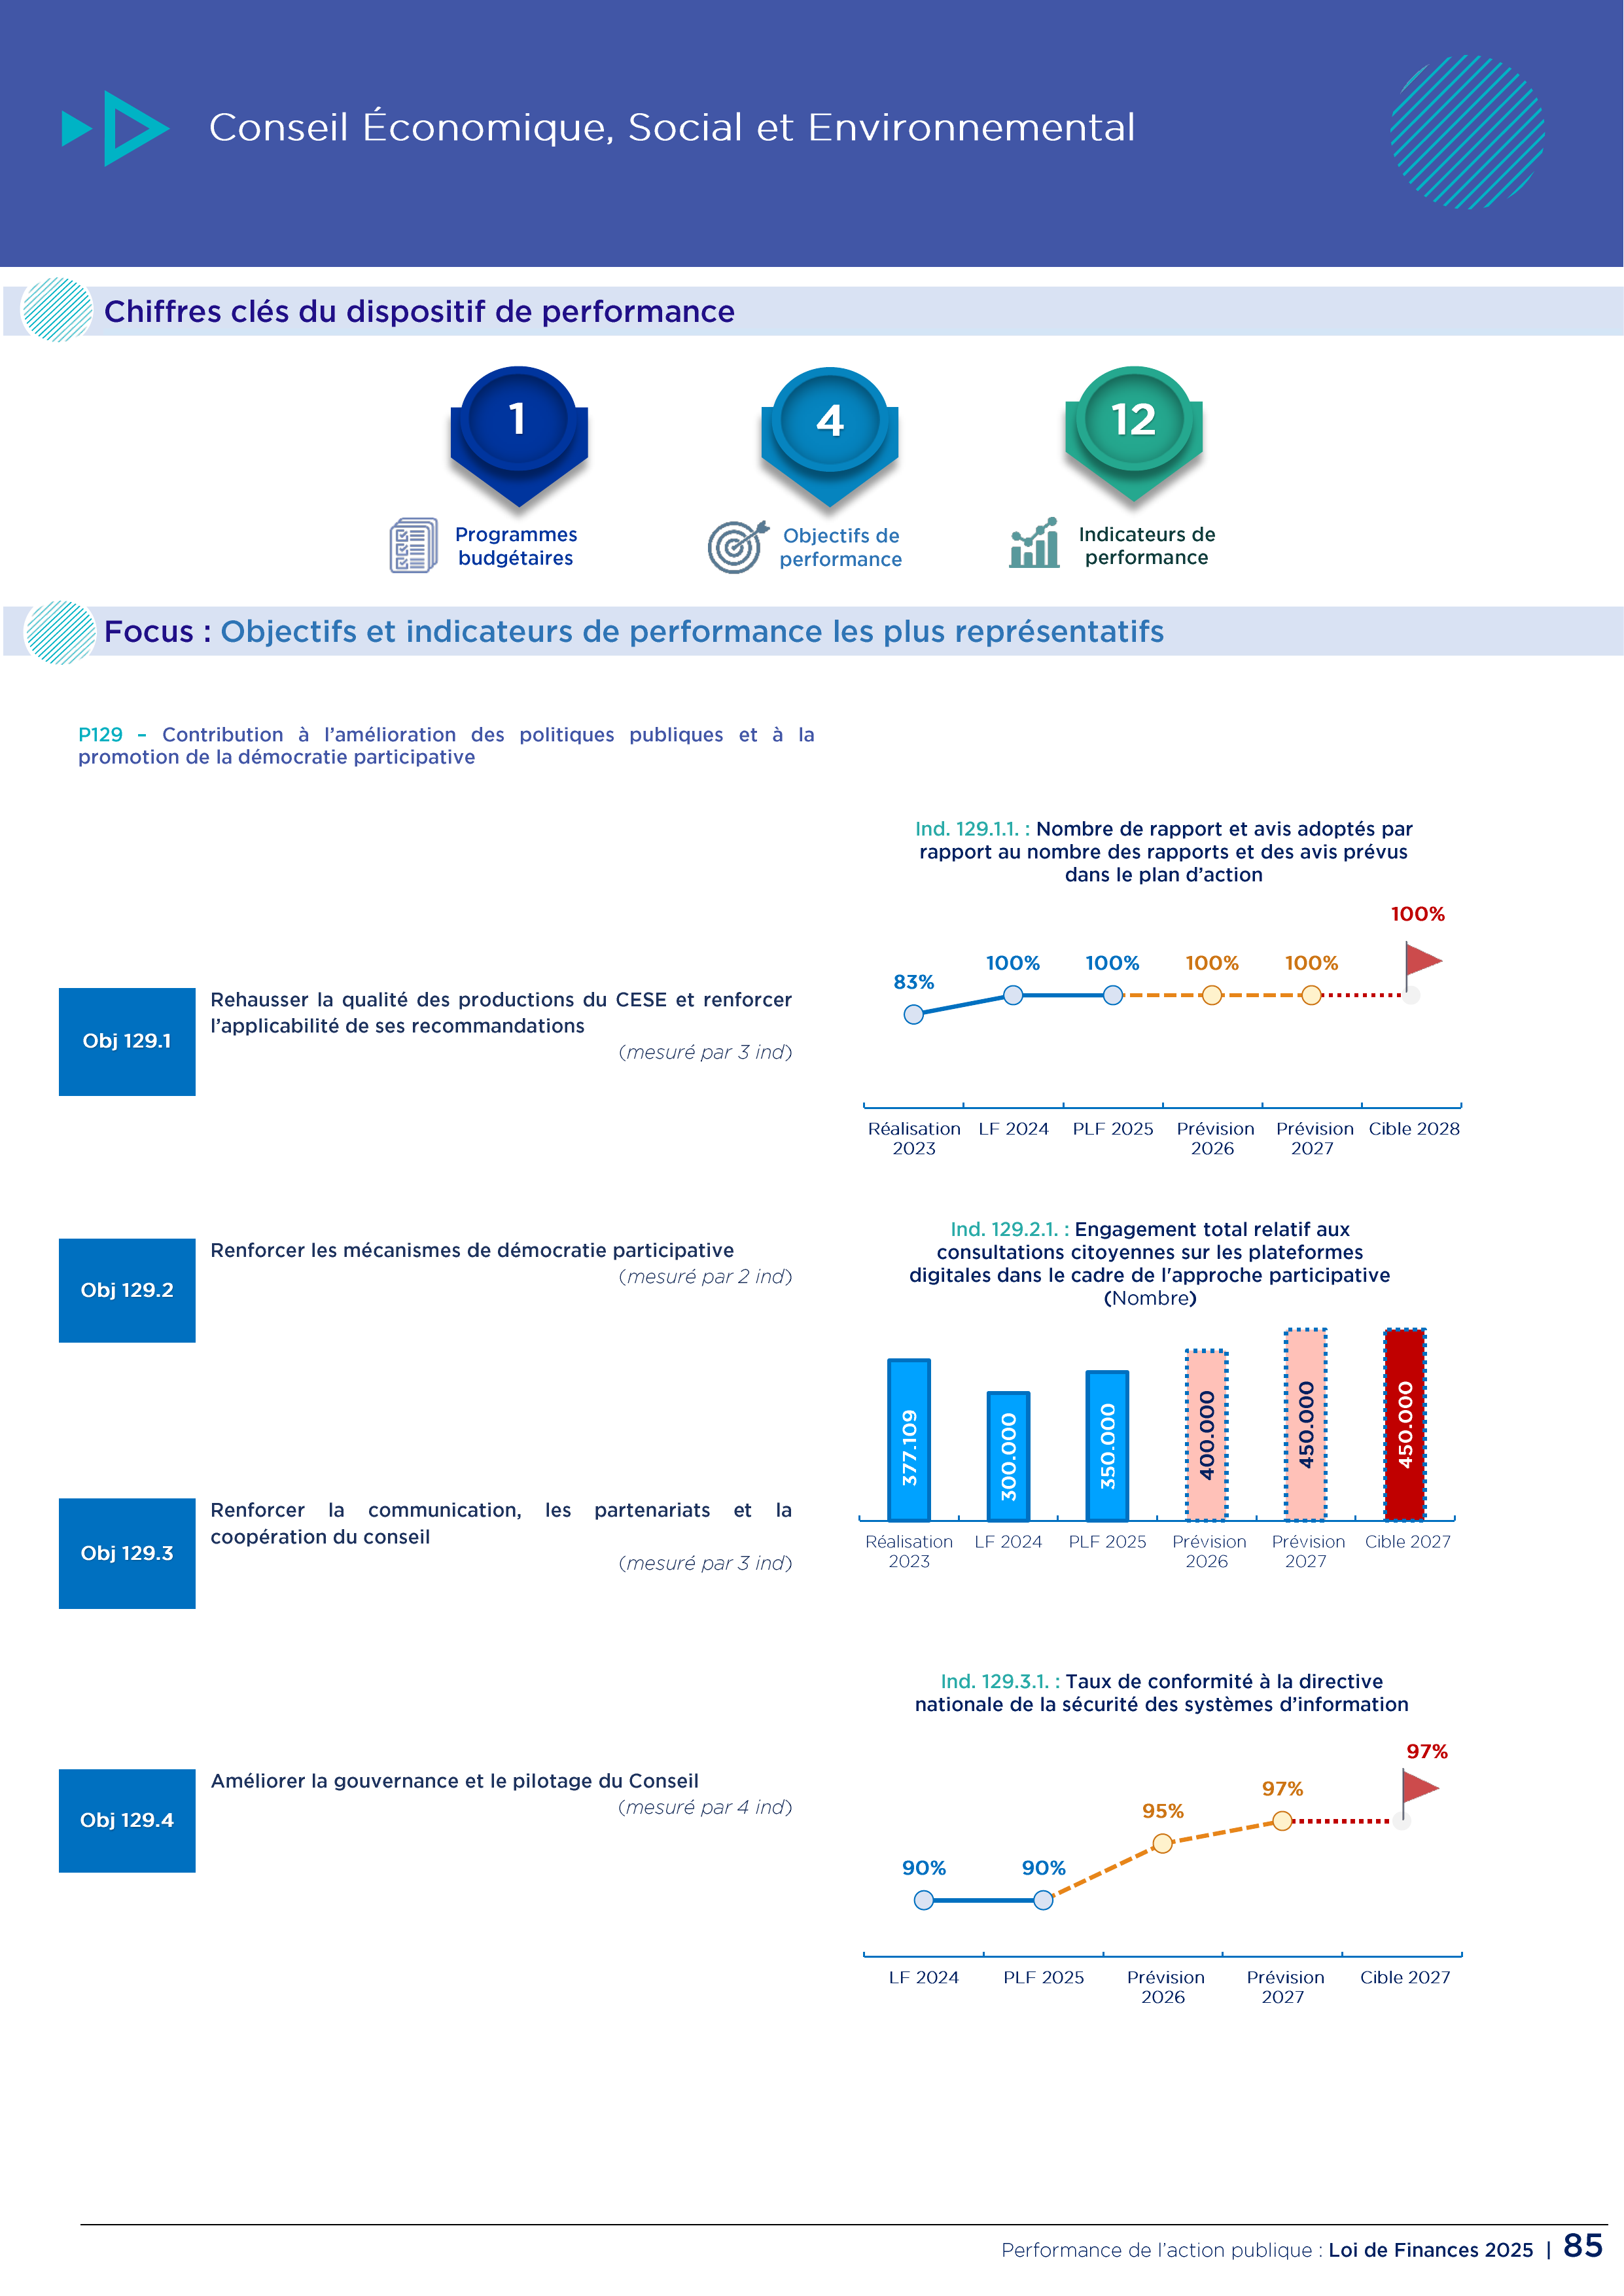 Conseil Économique, Social et Environnemental
Chiffres clés du dispositif de performance
1
4
12
Programmes
budgétaires
Objectifs de
performance
Indicateurs de
performance
Focus : Objectifs et indicateurs de performance les plus représentatifs
P129 – Contribution à l’amélioration des politiques publiques et à la
promotion de la démocratie participative
Obj 129.1
Rehausser la qualité des productions du CESE et renforcer
l’applicabilité de ses recommandations
(mesuré par 3 ind)
Ind. 129.1.1. : Nombre de rapport et avis adoptés par
rapport au nombre des rapports et des avis prévus
dans le plan d’action
83%
100%
100%
100%
100%
100%
Réalisation
2023
LF 2024
PLF 2025
Prévision
2026
Prévision
2027
Cible 2028
Obj 129.2
Renforcer les mécanismes de démocratie participative
(mesuré par 2 ind)
Ind. 129.2.1. : Engagement total relatif aux
consultations citoyennes sur les plateformes
digitales dans le cadre de l'approche participative
(Nombre)
377.109
300.000
350.000
400.000
450.000
450.000
Réalisation
2023
LF 2024
PLF 2025
Prévision
2026
Prévision
2027
Cible 2027
Obj 129.3
Renforcer la communication, les partenariats et la
coopération du conseil
(mesuré par 3 ind)
Obj 129.4
Améliorer la gouvernance et le pilotage du Conseil
(mesuré par 4 ind)
Ind. 129.3.1. : Taux de conformité à la directive
nationale de la sécurité des systèmes d’information
90%
90%
95%
97%
97%
LF 2024
PLF 2025
Prévision
2026
Prévision
2027
Cible 2027
Performance de l’action publique : Loi de Finances 2025 | 85